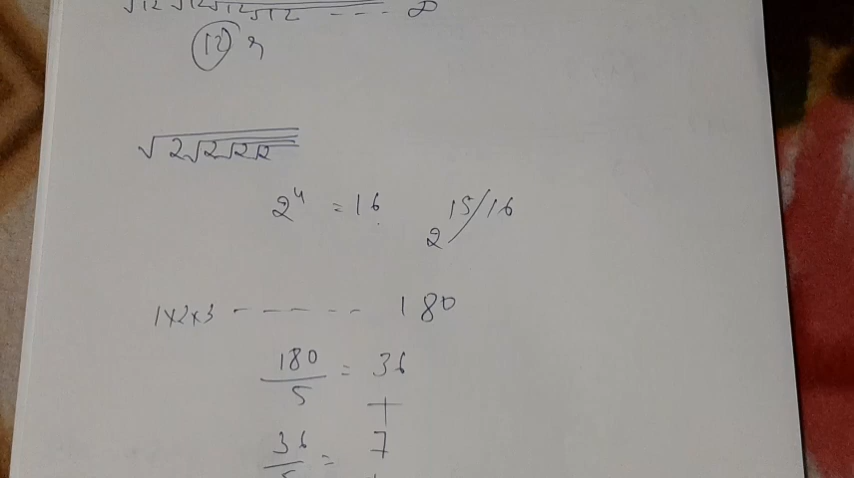 √12√12√12√12 --- ∞
12
√2√2√2√2
2⁴ = 16 2^15/16
1×2×3 ------ 180
180/5 = 36
+
36/5 = 7